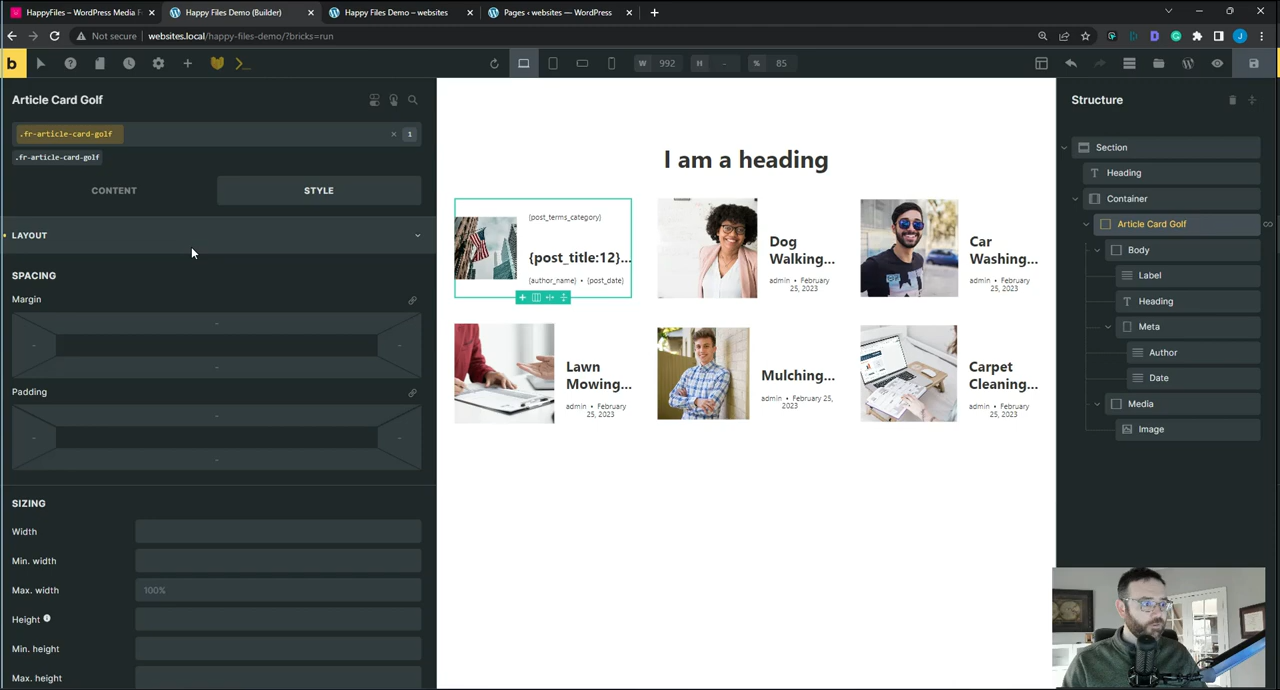 HappyFiles – WordPress Media F
Happy Files Demo (Builder)
Happy Files Demo – websites
Pages ‹ websites — WordPress
Not secure
websites.local/happy-files-demo/?bricks=run
b
W 992
H -
% 85
Article Card Golf
.fr-article-card-golf
1
.fr-article-card-golf
CONTENT
STYLE
LAYOUT
SPACING
Margin
Padding
SIZING
Width
Min. width
Max. width
100%
Height
Min. height
Max. height
I am a heading
{post_terms_category}
{post_title:12}...
{author_name} • {post_date}
Dog
Walking...
admin • February
25, 2023
Car
Washing...
admin • February
25, 2023
Lawn
Mowing...
admin • February
25, 2023
Mulching...
admin • February 25,
2023
Carpet
Cleaning...
admin • February
25, 2023
Structure
Section
Heading
Container
Article Card Golf
Body
Label
Heading
Meta
Author
Date
Media
Image